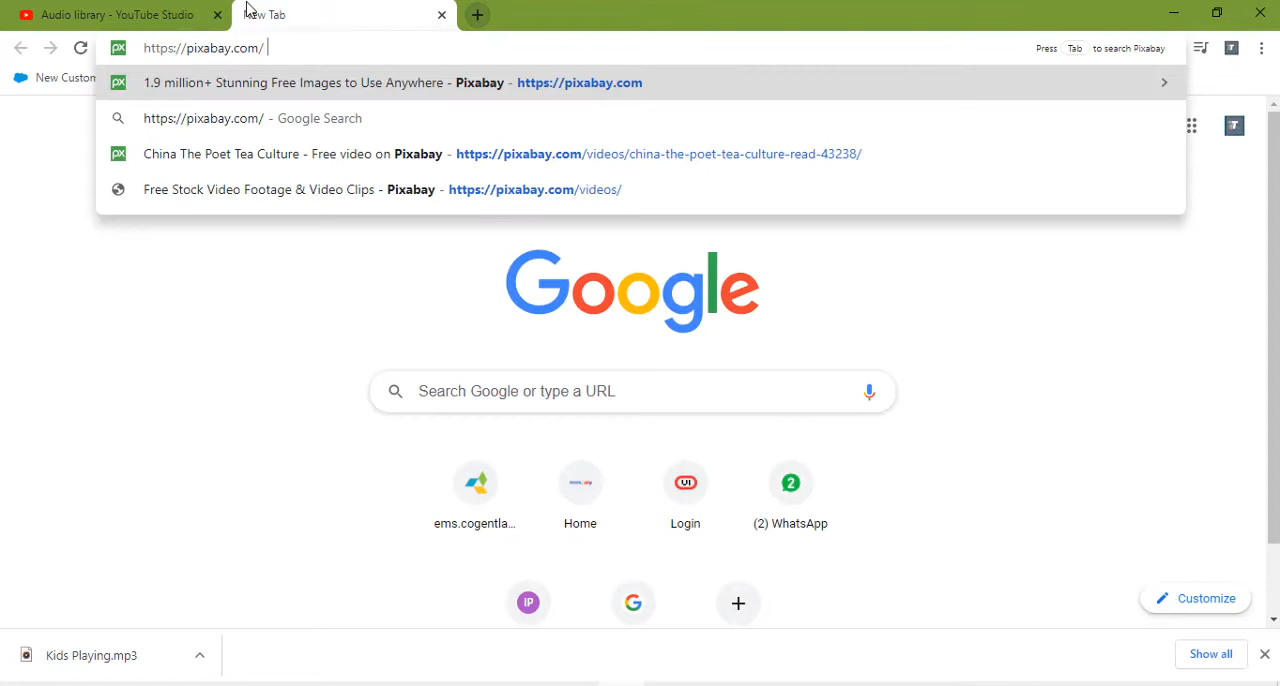 Audio library - YouTube Studio
New Tab
https://pixabay.com/
Press Tab to search Pixabay
New Custom
1.9 million+ Stunning Free Images to Use Anywhere - Pixabay - https://pixabay.com
https://pixabay.com/ - Google Search
China The Poet Tea Culture - Free video on Pixabay - https://pixabay.com/videos/china-the-poet-tea-culture-read-43238/
Free Stock Video Footage & Video Clips - Pixabay - https://pixabay.com/videos/
Google
Search Google or type a URL
ems.cogentla...
Home
Login
(2) WhatsApp
IP
Customize
Kids Playing.mp3
Show all